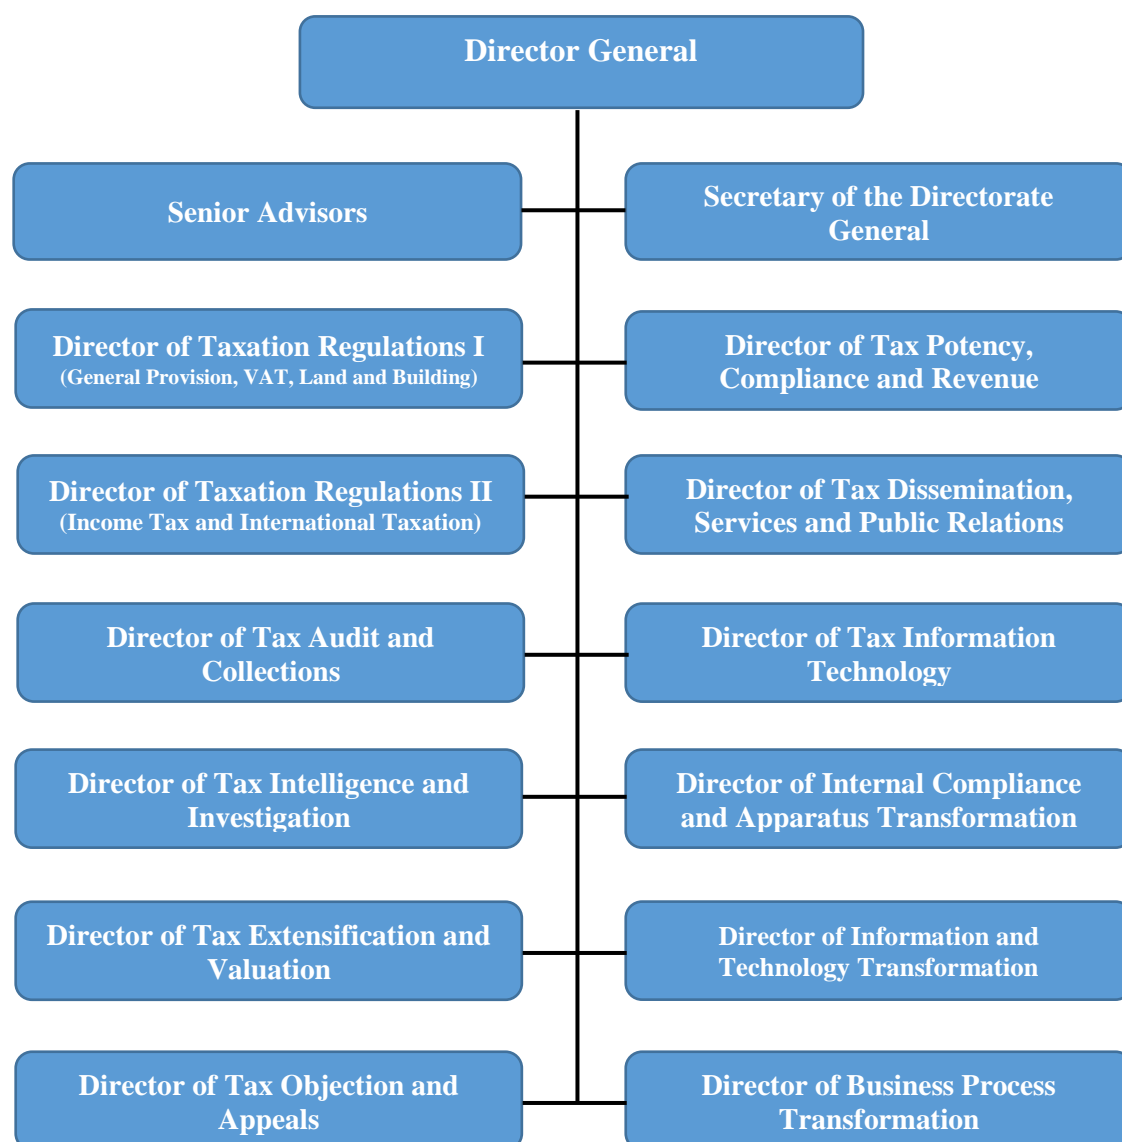 Director General
Senior Advisors
Secretary of the Directorate
General
Director of Taxation Regulations I
(General Provision, VAT, Land and Building)
Director of Tax Potency,
Compliance and Revenue
Director of Taxation Regulations II
(Income Tax and International Taxation)
Director of Tax Dissemination,
Services and Public Relations
Director of Tax Audit and
Collections
Director of Tax Information
Technology
Director of Tax Intelligence and
Investigation
Director of Internal Compliance
and Apparatus Transformation
Director of Tax Extensification and
Valuation
Director of Information and
Technology Transformation
Director of Tax Objection and
Appeals
Director of Business Process
Transformation